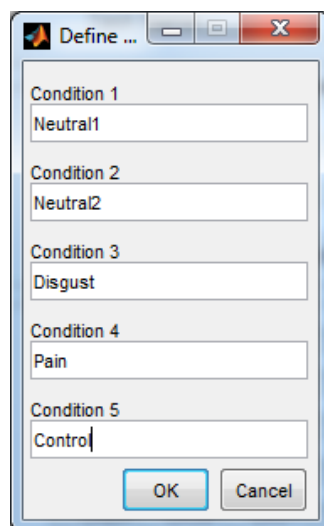 Define ...
Condition 1
Neutral1
Condition 2
Neutral2
Condition 3
Disgust
Condition 4
Pain
Condition 5
Control
OK Cancel